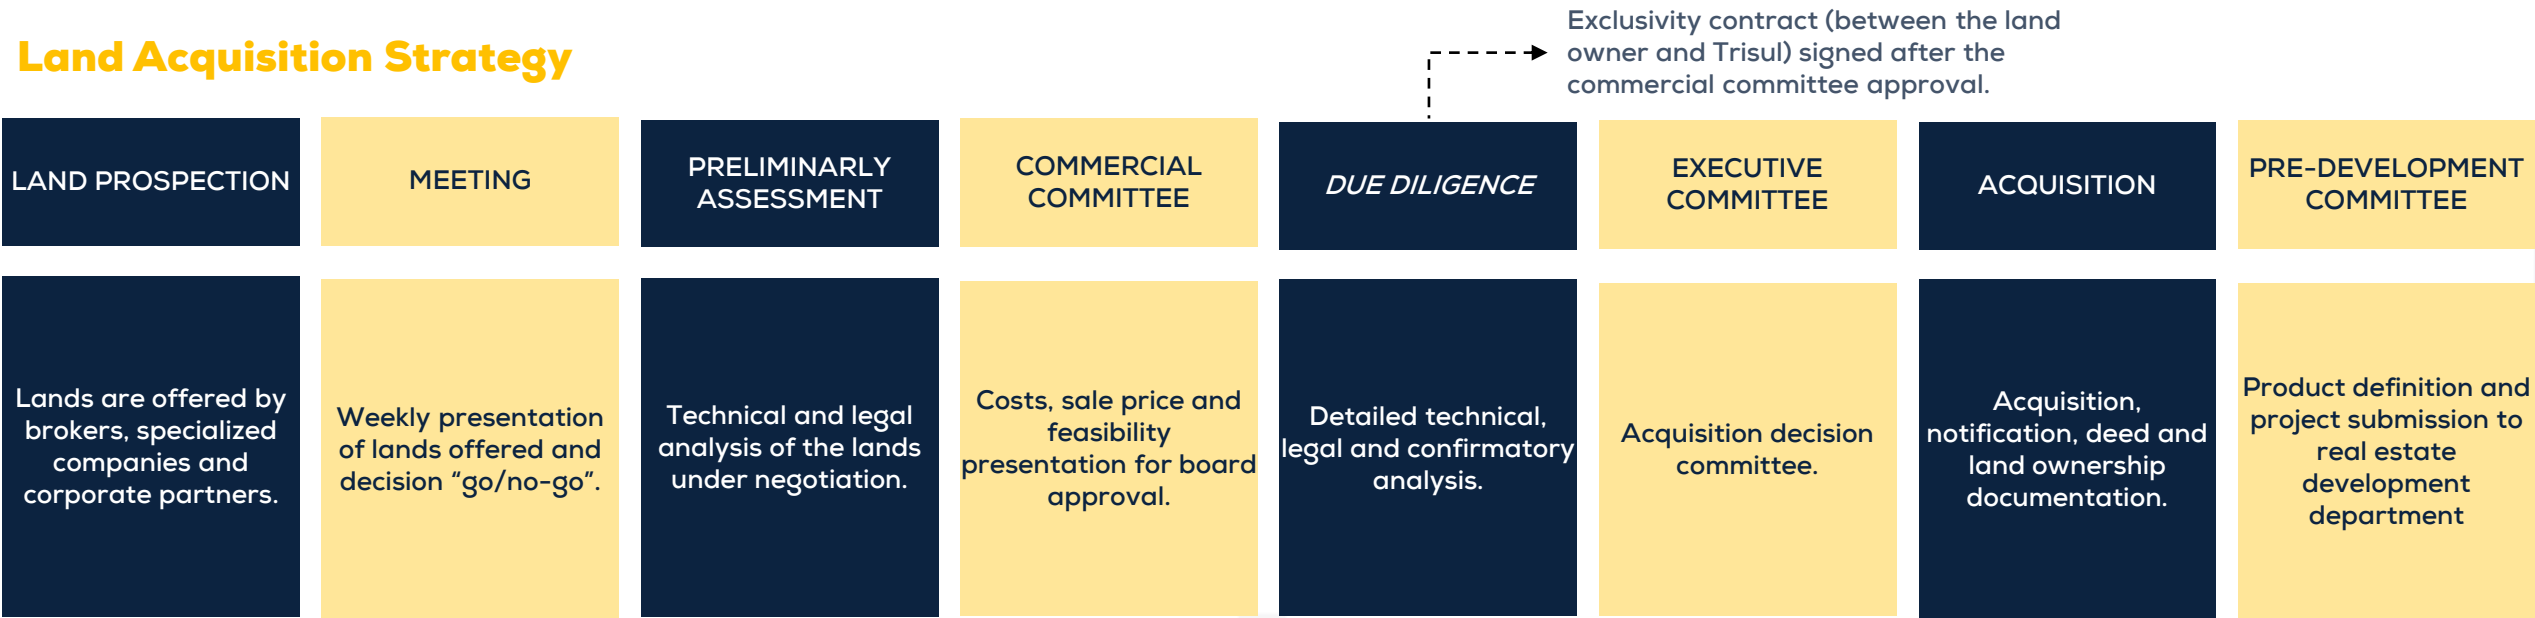 Land Acquisition Strategy
Exclusivity contract (between the land
owner and Trisul) signed after the
commercial committee approval.
LAND PROSPECTION
MEETING
PRELIMINARLY
ASSESSMENT
COMMERCIAL
COMMITTEE
DUE DILIGENCE
EXECUTIVE
COMMITTEE
ACQUISITION
PRE-DEVELOPMENT
COMMITTEE
Lands are offered by
brokers, specialized
companies and
corporate partners.
Weekly presentation
of lands offered and
decision “go/no-go”.
Technical and legal
analysis of the lands
under negotiation.
Costs, sale price and
feasibility
presentation for board
approval.
Detailed technical,
legal and confirmatory
analysis.
Acquisition decision
committee.
Acquisition,
notification, deed and
land ownership
documentation.
Product definition and
project submission to
real estate
development
department